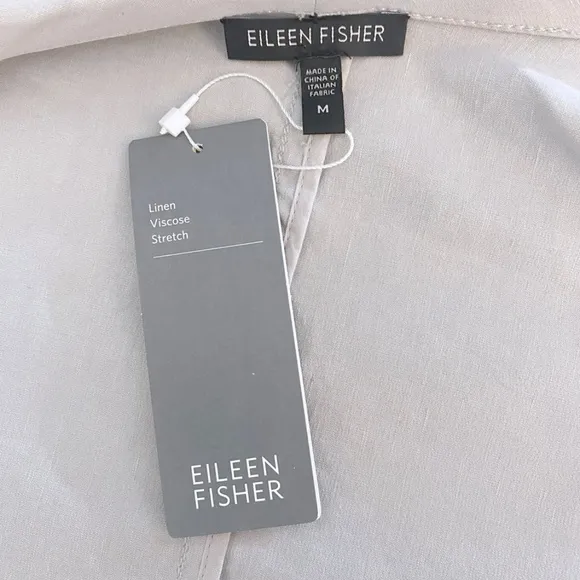 EILEEN FISHER
MADE IN
CHINA OF
ITALIAN
FABRIC
M
Linen
Viscose
Stretch
EILEEN
FISHER